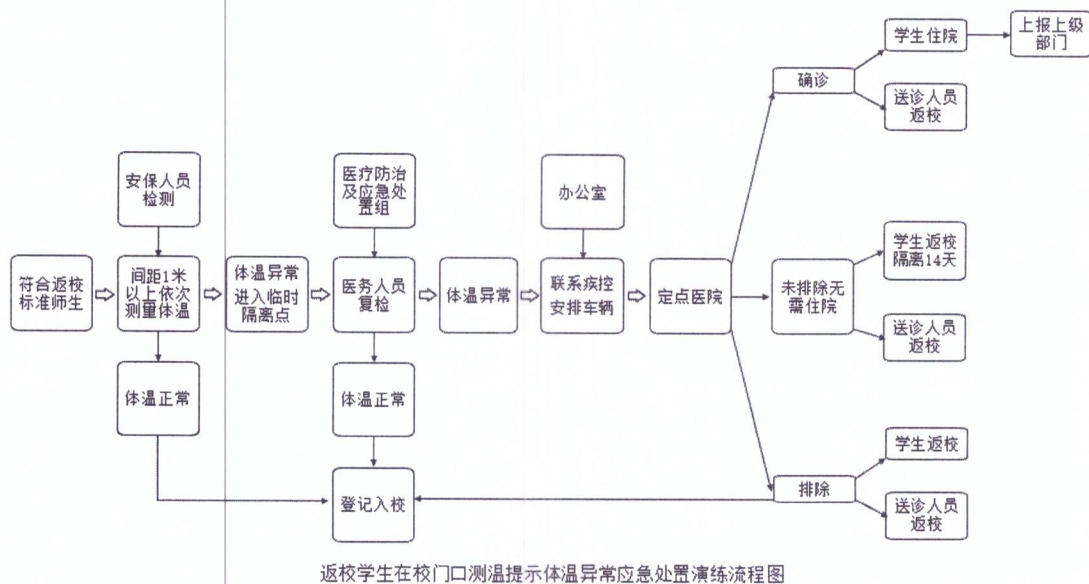 学生住院
上报上级
部门
确诊
送诊人员
返校
安保人员
检测
医疗防治
及应急处
置组
办公室
符合返校
标准师生
间距1米
以上依次
测量体温
体温异常
进入临时
隔离点
医务人员
复检
体温异常
联系疾控
安排车辆
定点医院
未排除无
需住院
学生返校
隔离14天
送诊人员
返校
体温正常
体温正常
登记入校
排除
学生返校
送诊人员
返校
返校学生在校门口测温提示体温异常应急处置演练流程图